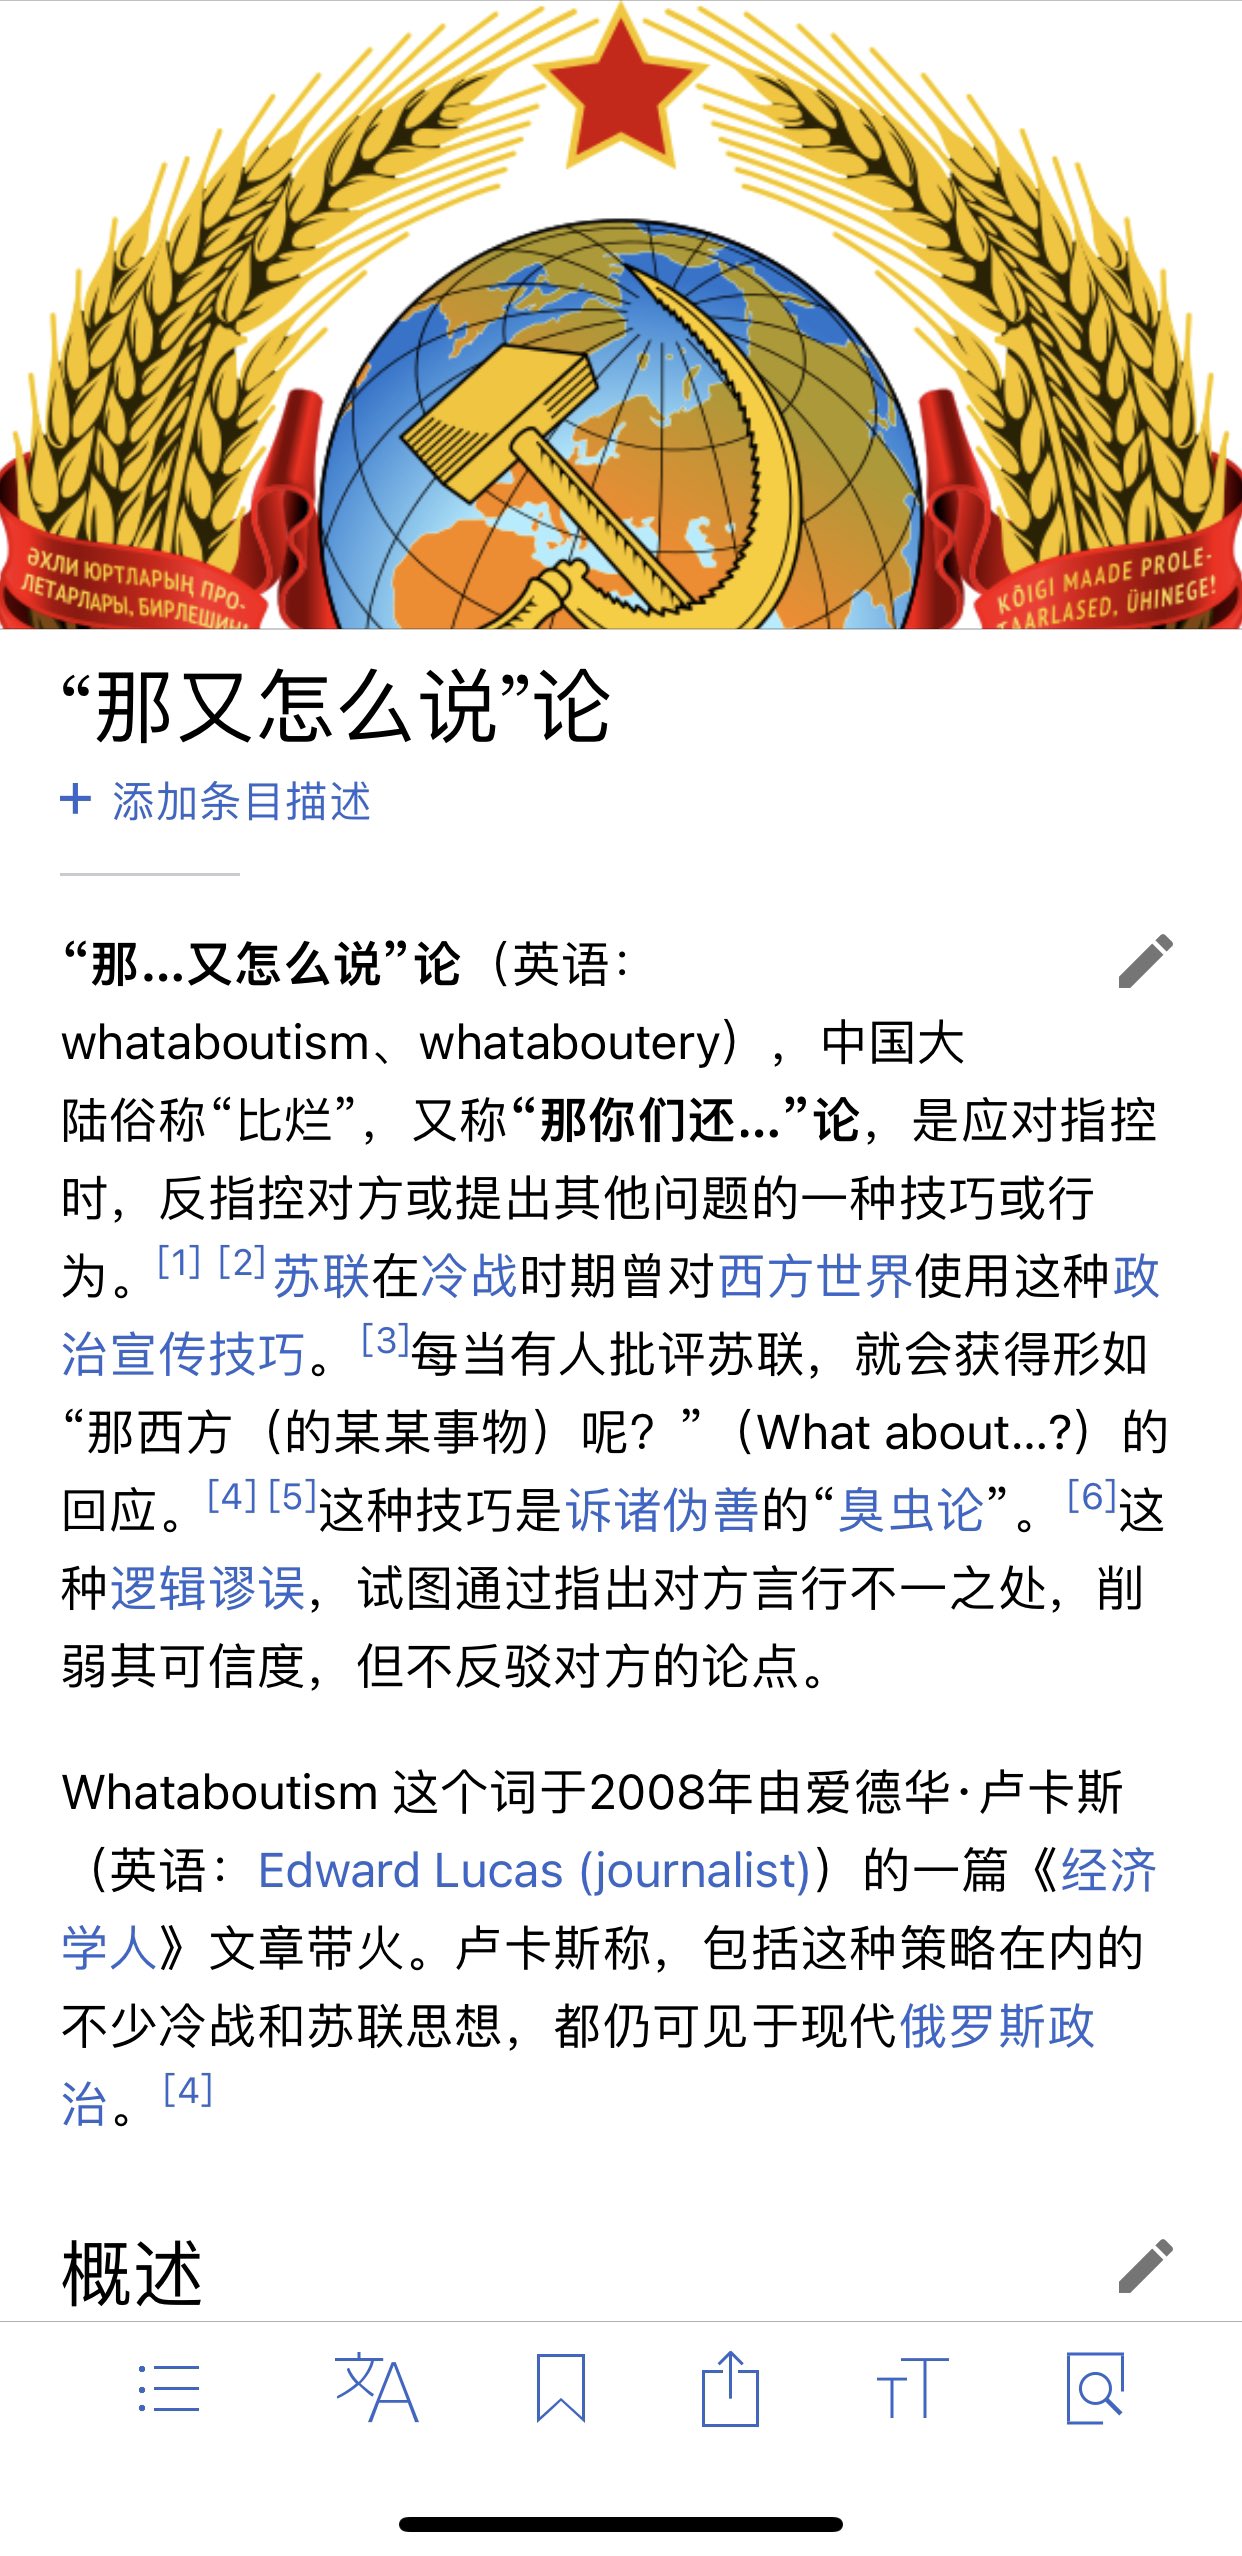 ӘХЛИ ЮРТЛАРЫҢ ПРО-
ЛЕТАРЛАРЫ, БИРЛЕШИҢ!
KÕIGI MAADE PROLE-
TAARLASED, ÜHINEGE!
“那又怎么说”论
+ 添加条目描述
“那...又怎么说”论（英语：
whataboutism、whataboutery），中国大
陆俗称“比烂”，又称“那你们还...”论，是应对指控
时，反指控对方或提出其他问题的一种技巧或行
为。[1] [2]苏联在冷战时期曾对西方世界使用这种政
治宣传技巧。[3]每当有人批评苏联，就会获得形如
“那西方（的某某事物）呢？”（What about...?）的
回应。[4][5]这种技巧是诉诸伪善的“臭虫论”。[6]这
种逻辑谬误，试图通过指出对方言行不一之处，削
弱其可信度，但不反驳对方的论点。
Whataboutism 这个词于2008年由爱德华·卢卡斯
（英语：Edward Lucas (journalist)）的一篇《经济
学人》文章带火。卢卡斯称，包括这种策略在内的
不少冷战和苏联思想，都仍可见于现代俄罗斯政
治。[4]
概述